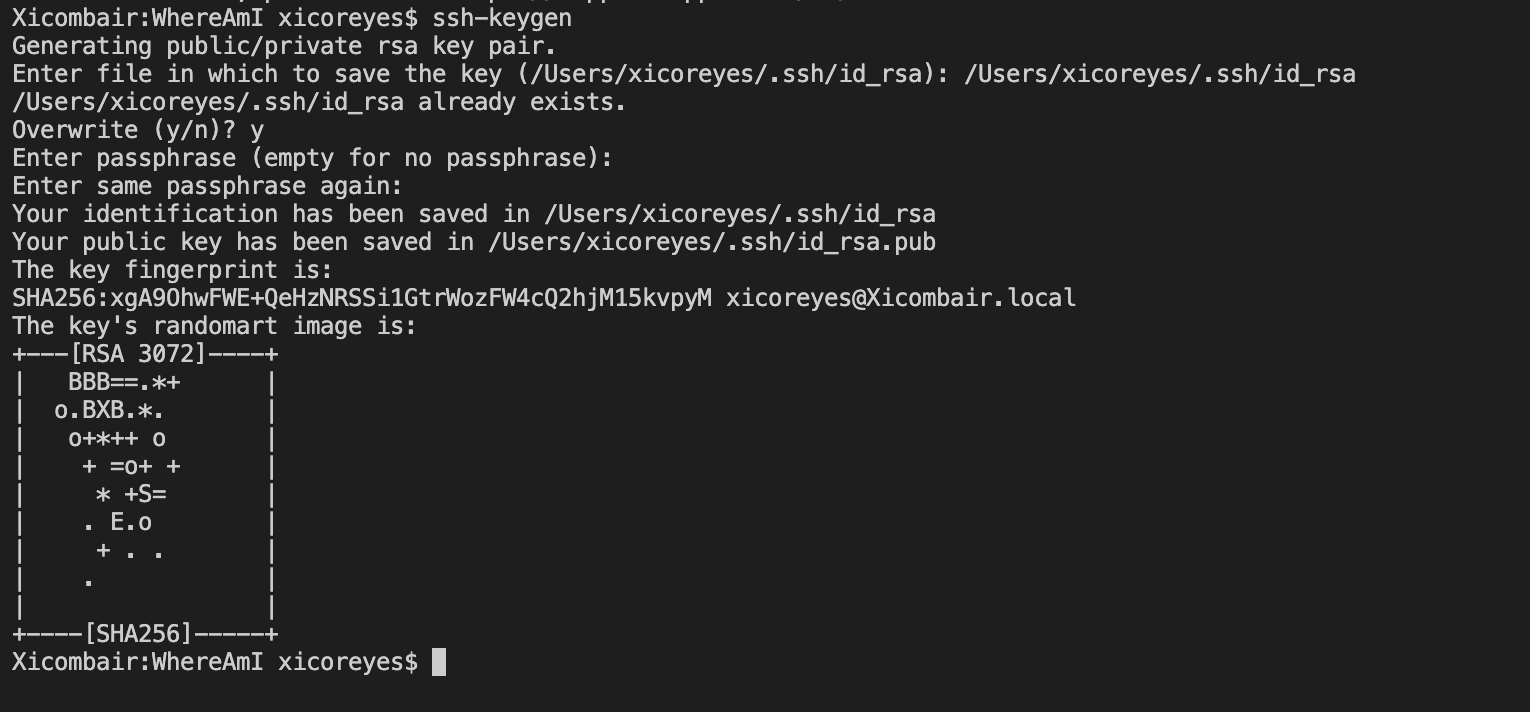 Xicombair:WhereAmI xicoreyes$ ssh-keygen
Generating public/private rsa key pair.
Enter file in which to save the key (/Users/xicoreyes/.ssh/id_rsa): /Users/xicoreyes/.ssh/id_rsa
/Users/xicoreyes/.ssh/id_rsa already exists.
Overwrite (y/n)? y
Enter passphrase (empty for no passphrase):
Enter same passphrase again:
Your identification has been saved in /Users/xicoreyes/.ssh/id_rsa
Your public key has been saved in /Users/xicoreyes/.ssh/id_rsa.pub
The key fingerprint is:
SHA256:xgA9OhwFWE+QeHzNRSSi1GtrWozFW4cQ2hjM15kvpyM xicoreyes@Xicombair.local
The key's randomart image is:
+---[RSA 3072]----+
|   BBB==.*+      |
|  o.BXB.*.       |
|   o+*++ o       |
|    + =o+ +      |
|     * +S=       |
|    . E.o        |
|     + . .       |
|    .            |
|                 |
+----[SHA256]-----+
Xicombair:WhereAmI xicoreyes$